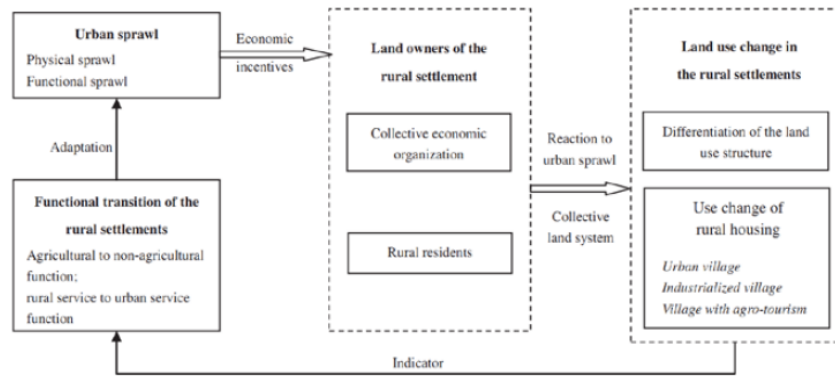 Urban sprawl
Physical sprawl
Functional sprawl
Economic
incentives
Land owners of the
rural settlement
Collective economic
organization
Rural residents
Reaction to
urban sprawl
Collective
land system
Land use change in
the rural settlements
Differentiation of the land
use structure
Use change of
rural housing
Urban village
Industrialized village
Village with agro-tourism
Adaptation
Functional transition of the
rural settlements
Agricultural to non-agricultural
function;
rural service to urban service
function
Indicator